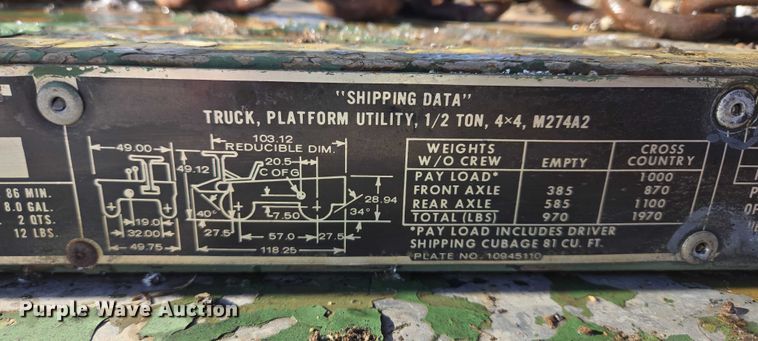 "SHIPPING DATA"
TRUCK, PLATFORM UTILITY, 1/2 TON, 4×4, M274A2
103.12
REDUCIBLE DIM.
49.00
49.12
20.5
C OF G
28.94
40°
7.50
34°
19.0
32.00
49.75
27.5
57.0
27.5
118.25
WEIGHTS W/O CREW EMPTY CROSS COUNTRY
PAY LOAD* 1000
FRONT AXLE 385 870
REAR AXLE 585 1100
TOTAL (LBS) 970 1970
*PAY LOAD INCLUDES DRIVER
SHIPPING CUBAGE 81 CU. FT.
PLATE NO. 10945110
86 MIN.
8.0 GAL.
2 QTS.
12 LBS.
Purple Wave Auction